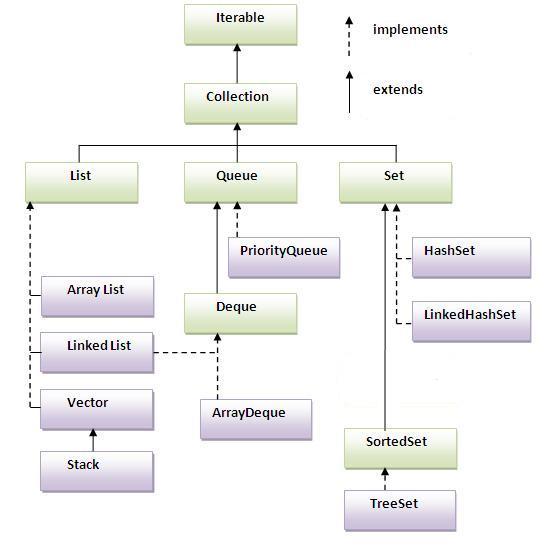 Iterable
implements
Collection
extends
List
Queue
Set
PriorityQueue
HashSet
Array List
Deque
LinkedHashSet
Linked List
Vector
ArrayDeque
Stack
SortedSet
TreeSet